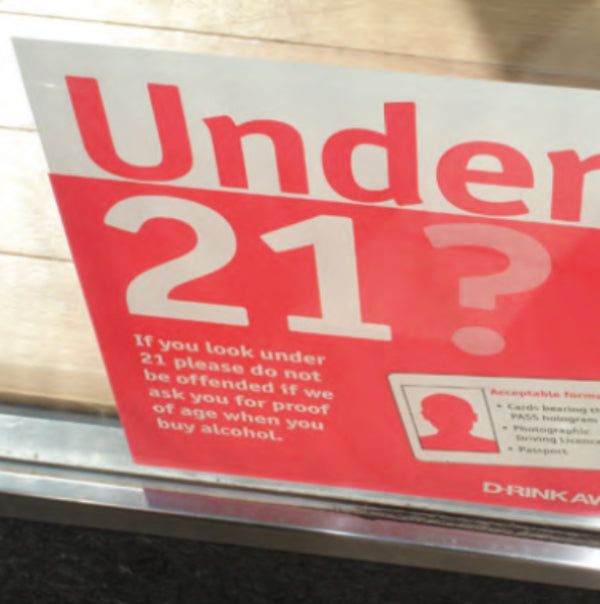 Under
21?
If you look under
21 please do not
be offended if we
ask you for proof
of age when you
buy alcohol.
Acceptable forms
• Cards bearing th
PASS hologram
• Photographic
Driving Licence
• Passport
DRINKAW